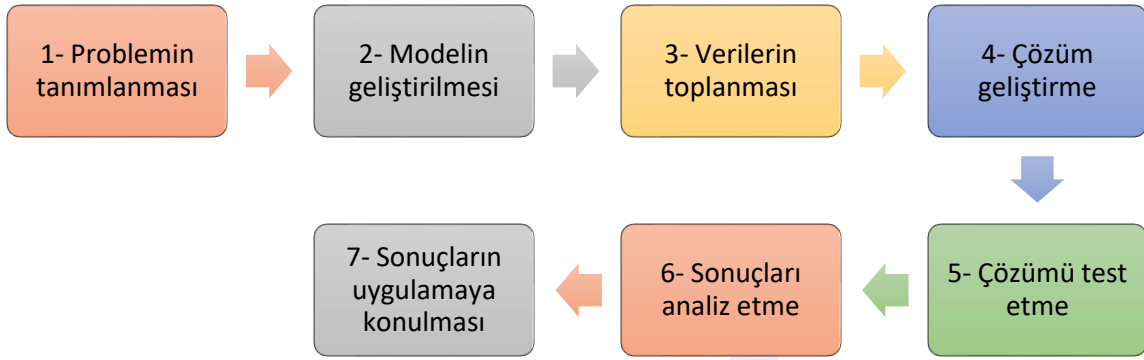 1- Problemin
tanımlanması
2- Modelin
geliştirilmesi
3- Verilerin
toplanması
4- Çözüm
geliştirme
5- Çözümü test
etme
6- Sonuçları
analiz etme
7- Sonuçların
uygulamaya
konulması